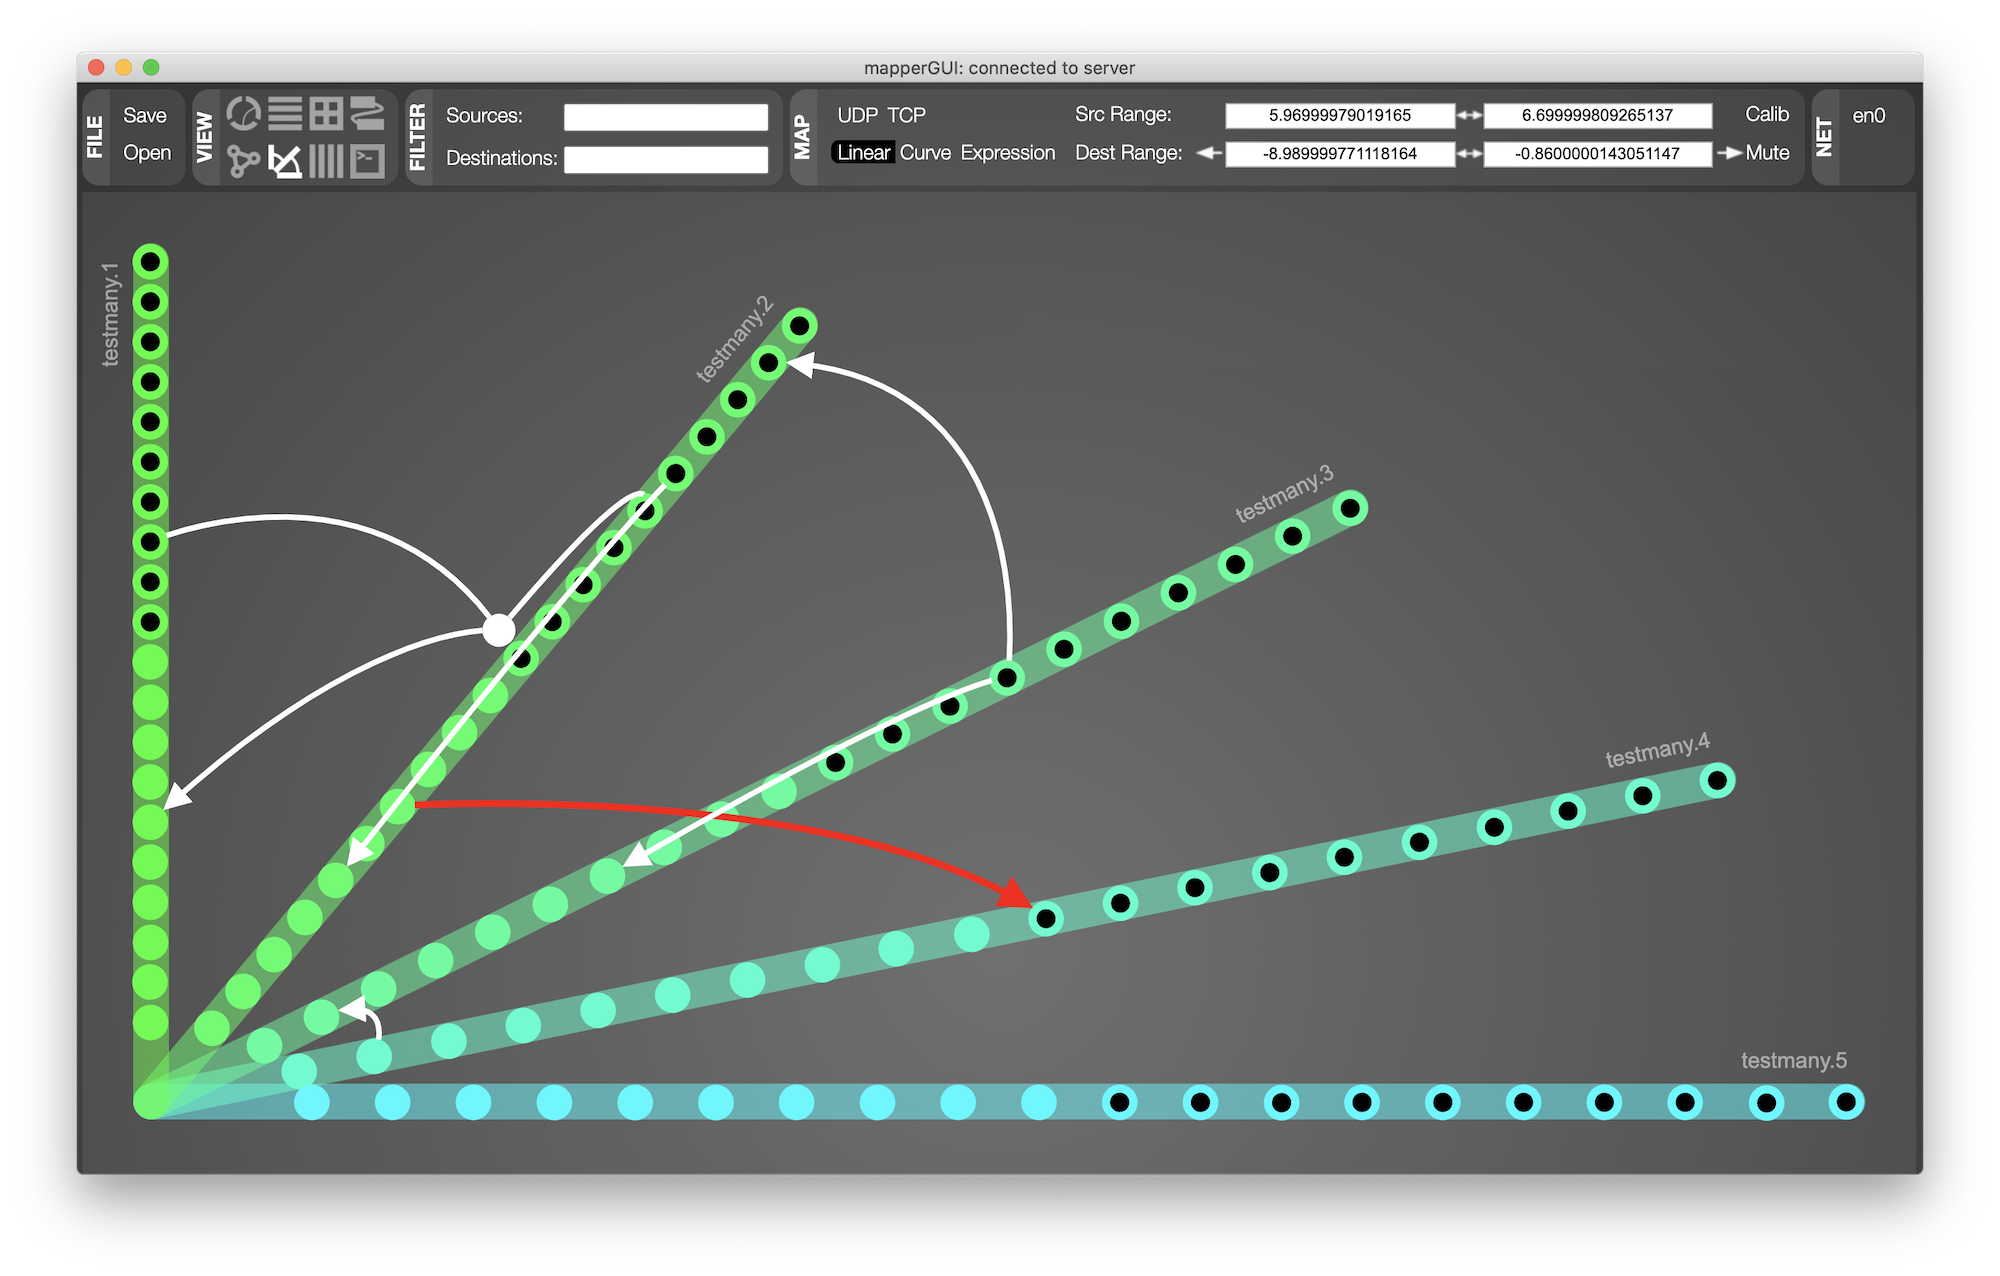 mapperGUI: connected to server
FILE
Save
Open
VIEW
FILTER
Sources:
Destinations:
MAP
UDP TCP
Linear Curve Expression
Src Range: 5.96999979019165 6.699999809265137 Calib
Dest Range: -8.989999771118164 -0.8600000143051147 Mute
NET
en0
testmany.1
testmany.2
testmany.3
testmany.4
testmany.5